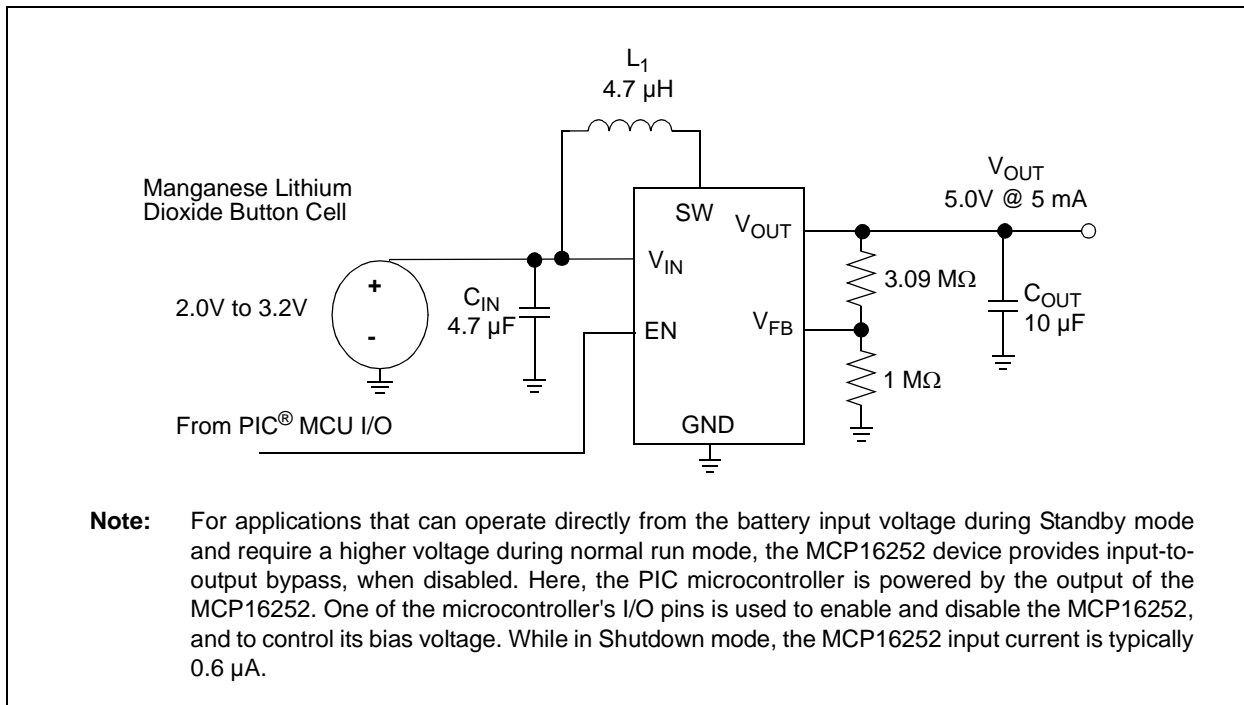 L1
4.7 µH
Manganese Lithium
Dioxide Button Cell
VOUT
5.0V @ 5 mA
SW
VOUT
VIN
3.09 MΩ
+
2.0V to 3.2V
CIN
4.7 µF
COUT
10 µF
-
EN
VFB
1 MΩ
From PIC® MCU I/O
GND
Note: For applications that can operate directly from the battery input voltage during Standby mode
and require a higher voltage during normal run mode, the MCP16252 device provides input-to-
output bypass, when disabled. Here, the PIC microcontroller is powered by the output of the
MCP16252. One of the microcontroller's I/O pins is used to enable and disable the MCP16252,
and to control its bias voltage. While in Shutdown mode, the MCP16252 input current is typically
0.6 µA.